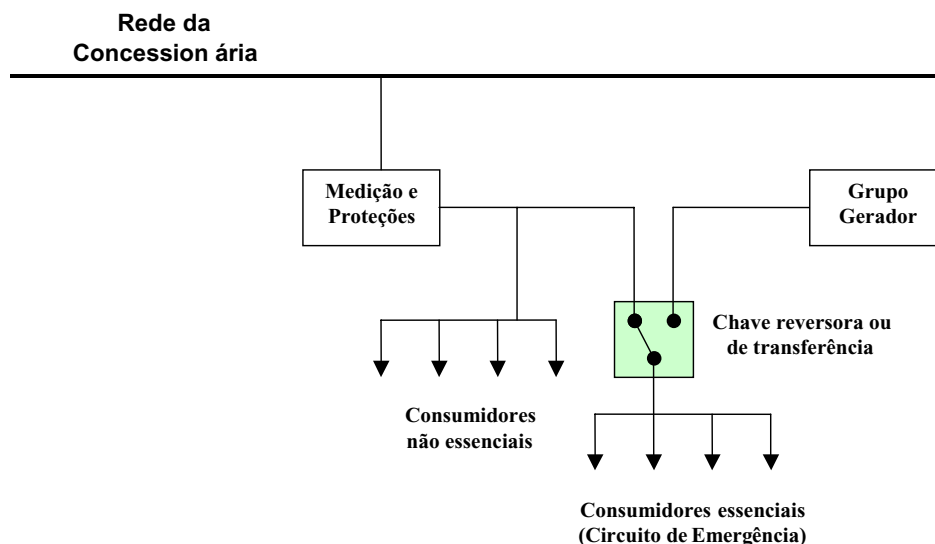 Rede da
Concession ária
Medição e
Proteções
Grupo
Gerador
Chave reversora ou
de transferência
Consumidores
não essenciais
Consumidores essenciais
(Circuito de Emergência)